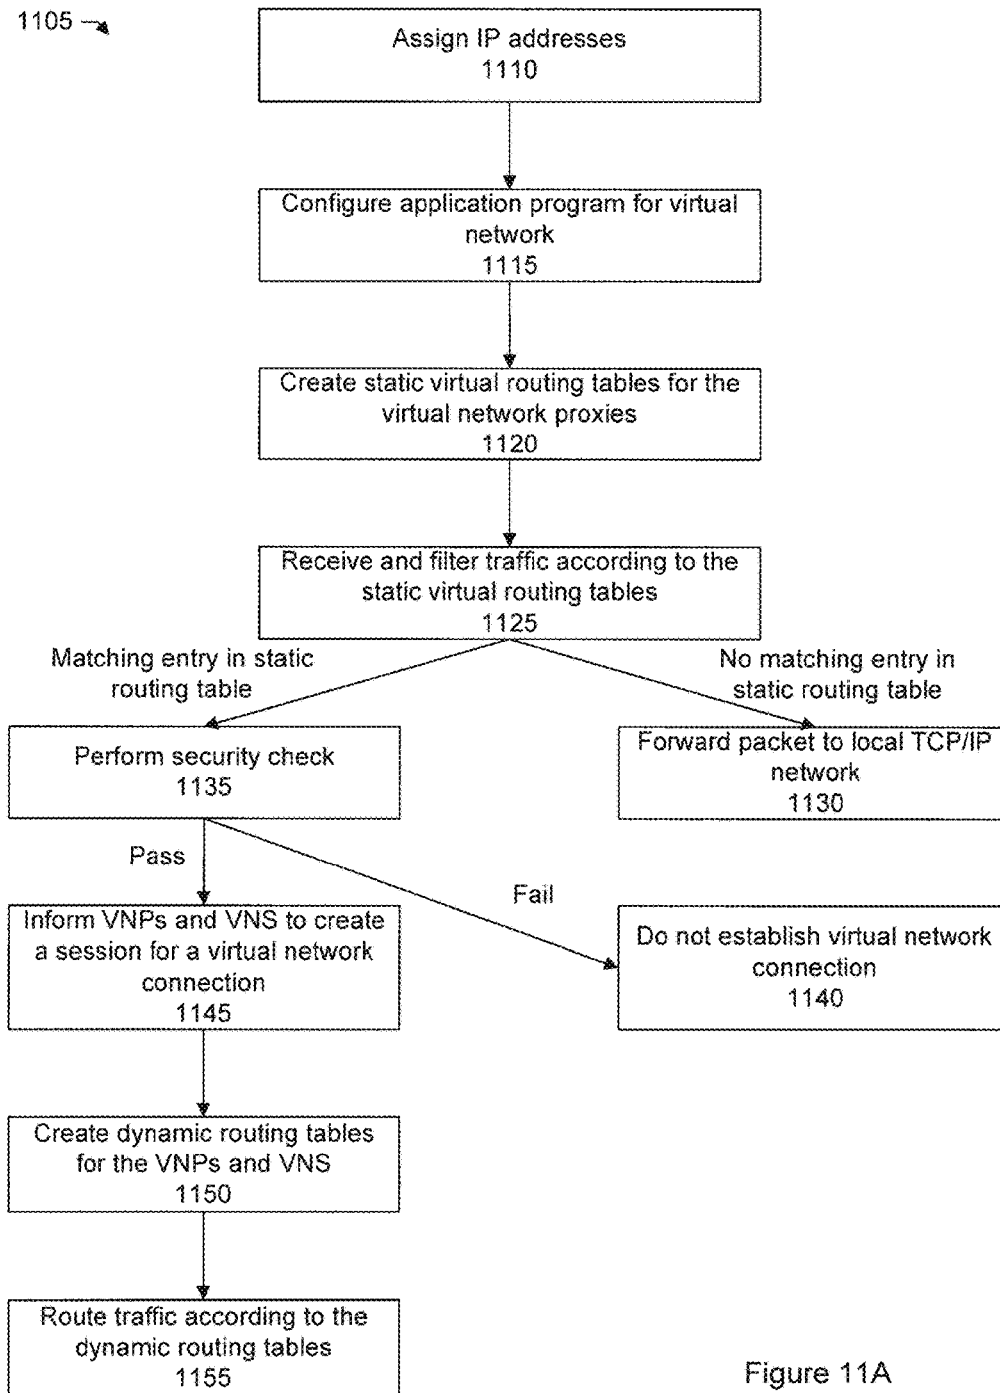 1105
Assign IP addresses
1110
Configure application program for virtual
network
1115
Create static virtual routing tables for the
virtual network proxies
1120
Receive and filter traffic according to the
static virtual routing tables
1125
Matching entry in static
routing table
No matching entry in
static routing table
Perform security check
1135
Forward packet to local TCP/IP
network
1130
Pass
Fail
Inform VNPs and VNS to create
a session for a virtual network
connection
1145
Do not establish virtual network
connection
1140
Create dynamic routing tables
for the VNPs and VNS
1150
Route traffic according to the
dynamic routing tables
1155
Figure 11A